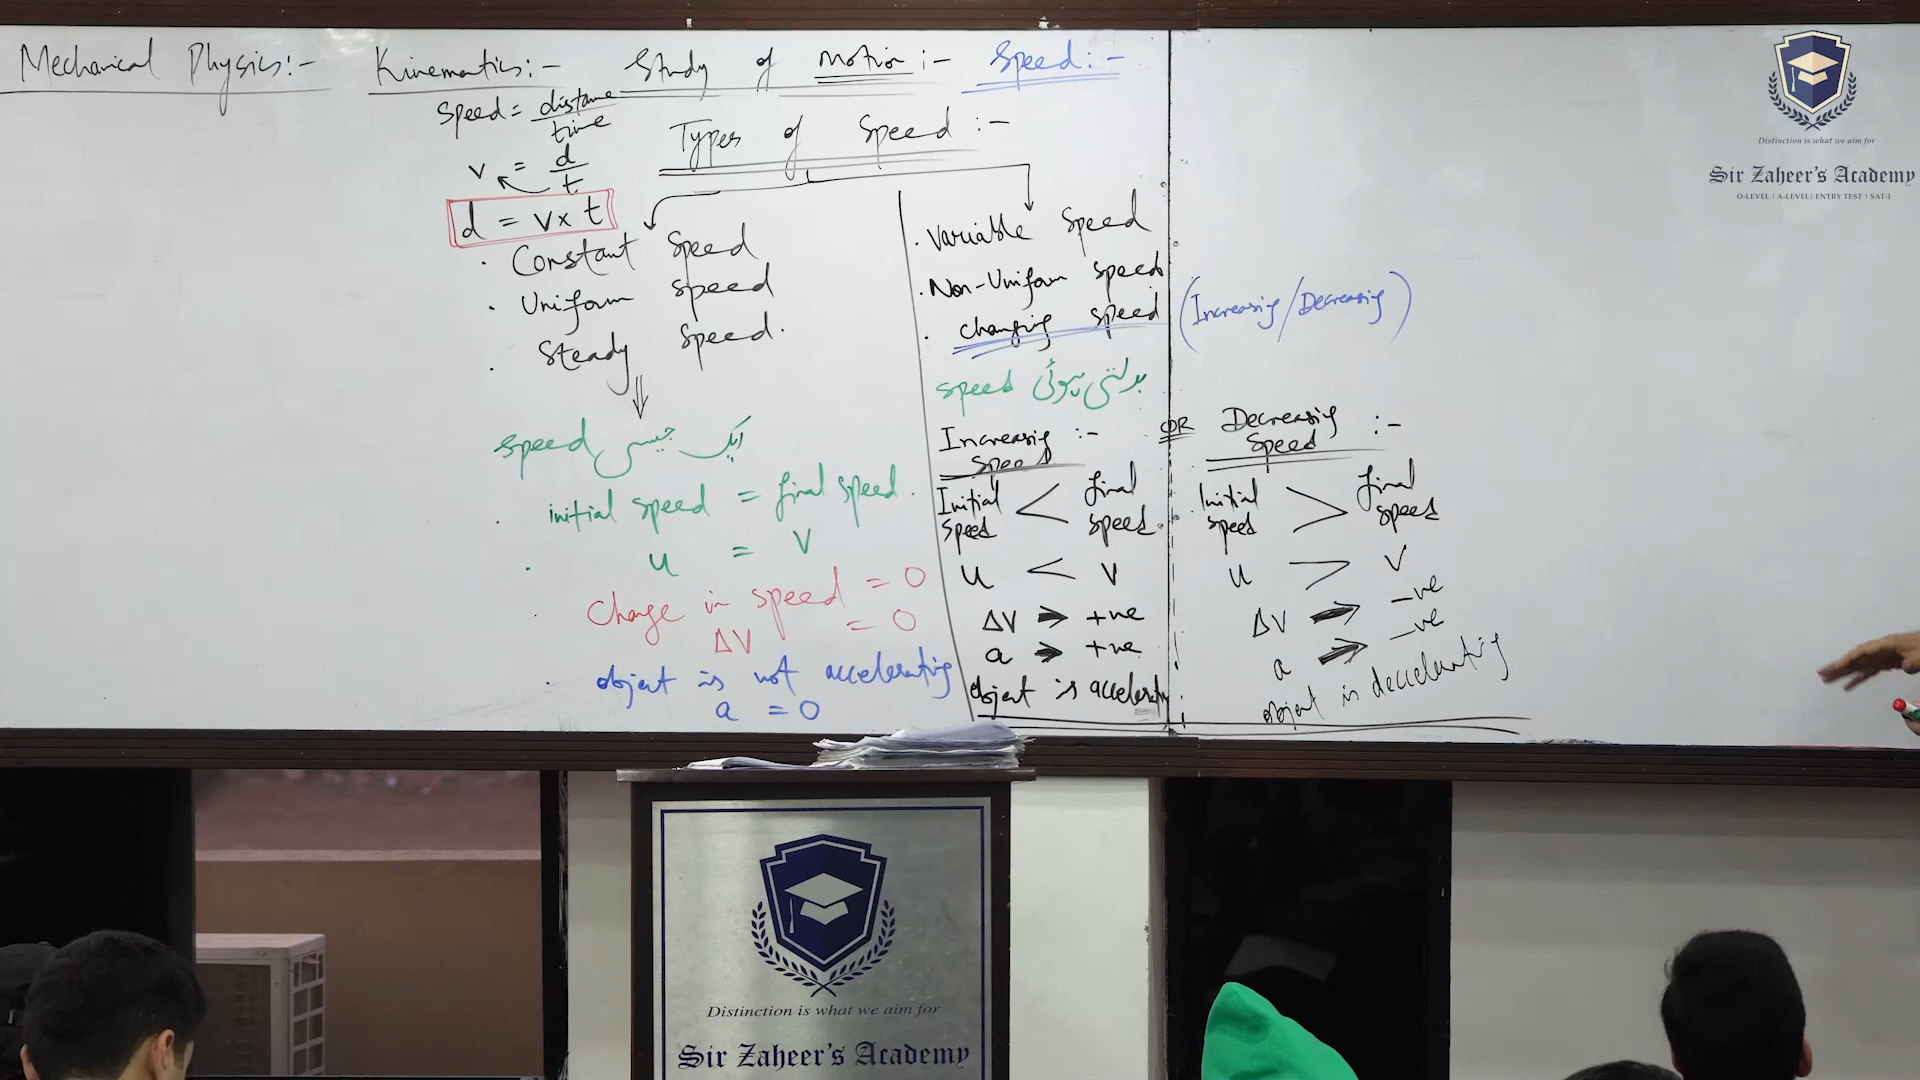 Mechanical Physics:- Kinematics:- Study of Motion:- Speed:-
Speed = distance / time
v = d / t
d = v x t
Types of Speed :-
· Constant Speed
· Uniform speed
· Steady speed.
speed ایک جیسی
· initial speed = final speed.
· u = v
Change in speed = 0
ΔV = 0
· object is not accelerating
a = 0
· Variable speed
· Non-Uniform speed
· changing speed (Increasing/Decreasing)
speed بدلتی ہوئی
Increasing Speed :-
Initial speed < final speed
u < v
ΔV → +ve
a → +ve
object is accelerating
OR
Decreasing Speed :-
Initial speed > final speed
u > v
ΔV → -ve
a → -ve
object is deccelerating
Distinction is what we aim for
Sir Zaheer's Academy
O-LEVEL | A-LEVEL | ENTRY TEST | SAT-I
Distinction is what we aim for
Sir Zaheer's Academy